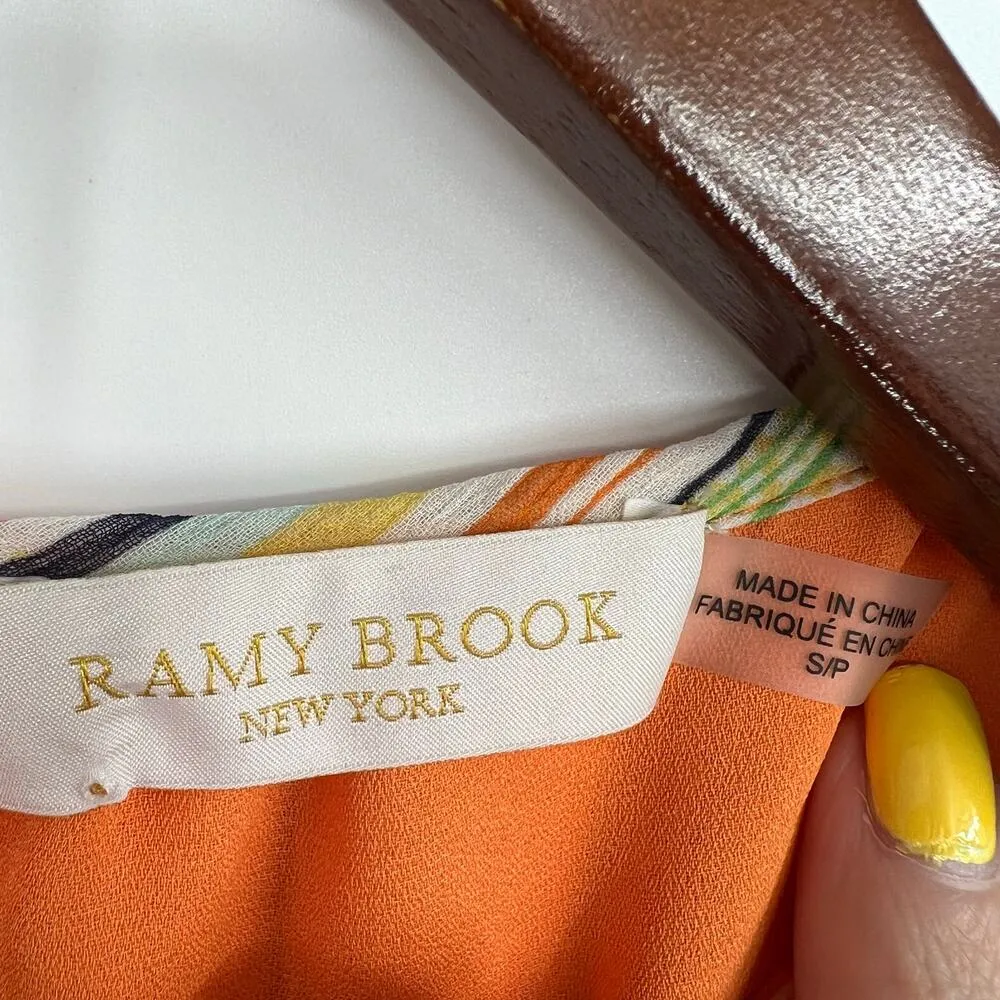 RAMY BROOK
NEW YORK
MADE IN CHINA
FABRIQUÉ EN
S/P